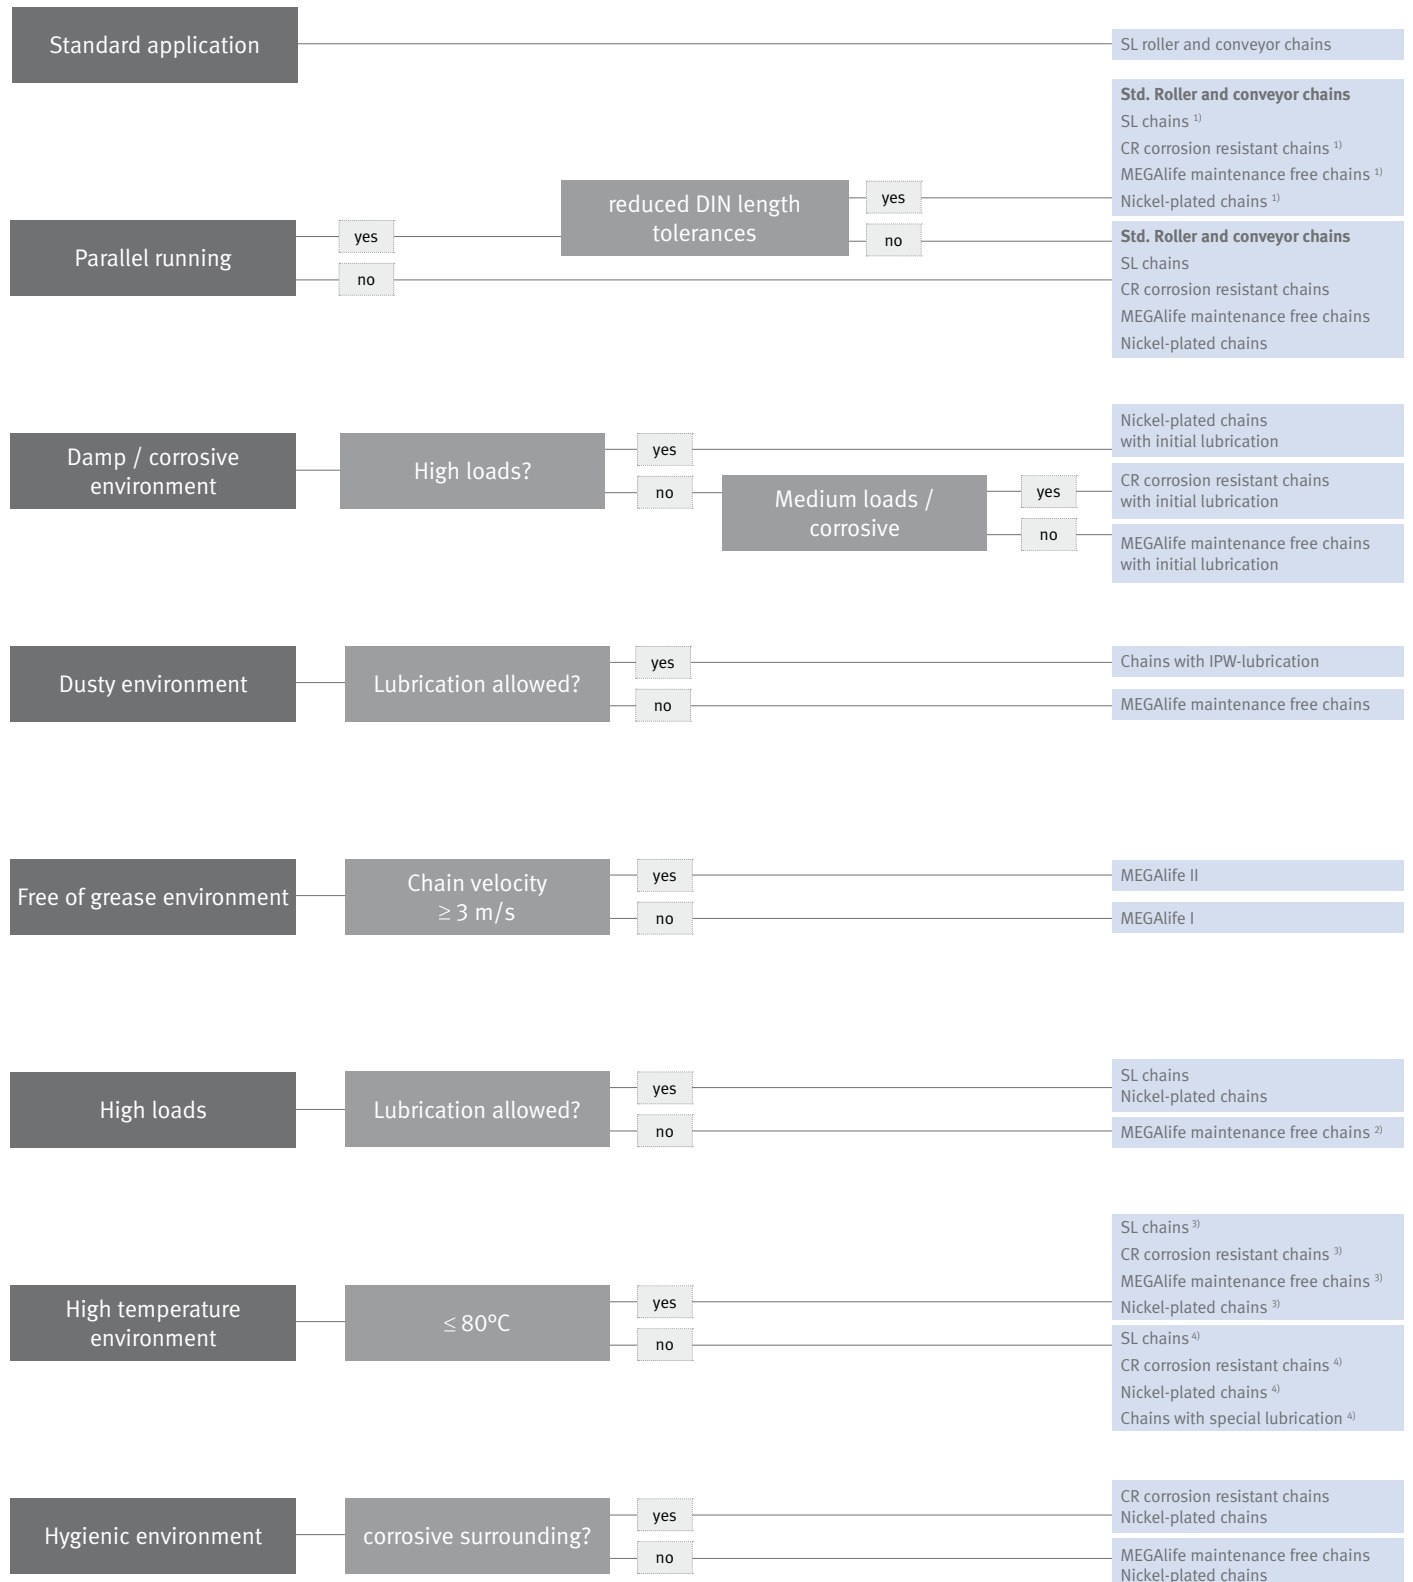 Standard application
SL roller and conveyor chains
Parallel running
yes
no
reduced DIN length
tolerances
yes
no
Std. Roller and conveyor chains
SL chains 1)
CR corrosion resistant chains 1)
MEGAlife maintenance free chains 1)
Nickel-plated chains 1)
Std. Roller and conveyor chains
SL chains
CR corrosion resistant chains
MEGAlife maintenance free chains
Nickel-plated chains
Damp / corrosive
environment
High loads?
yes
no
Medium loads /
corrosive
yes
no
Nickel-plated chains
with initial lubrication
CR corrosion resistant chains
with initial lubrication
MEGAlife maintenance free chains
with initial lubrication
Dusty environment
Lubrication allowed?
yes
no
Chains with IPW-lubrication
MEGAlife maintenance free chains
Free of grease environment
Chain velocity
≥ 3 m/s
yes
no
MEGAlife II
MEGAlife I
High loads
Lubrication allowed?
yes
no
SL chains
Nickel-plated chains
MEGAlife maintenance free chains 2)
High temperature
environment
≤ 80°C
yes
no
SL chains 3)
CR corrosion resistant chains 3)
MEGAlife maintenance free chains 3)
Nickel-plated chains 3)
SL chains 4)
CR corrosion resistant chains 4)
Nickel-plated chains 4)
Chains with special lubrication 4)
Hygienic environment
corrosive surrounding?
yes
no
CR corrosion resistant chains
Nickel-plated chains
MEGAlife maintenance free chains
Nickel-plated chains